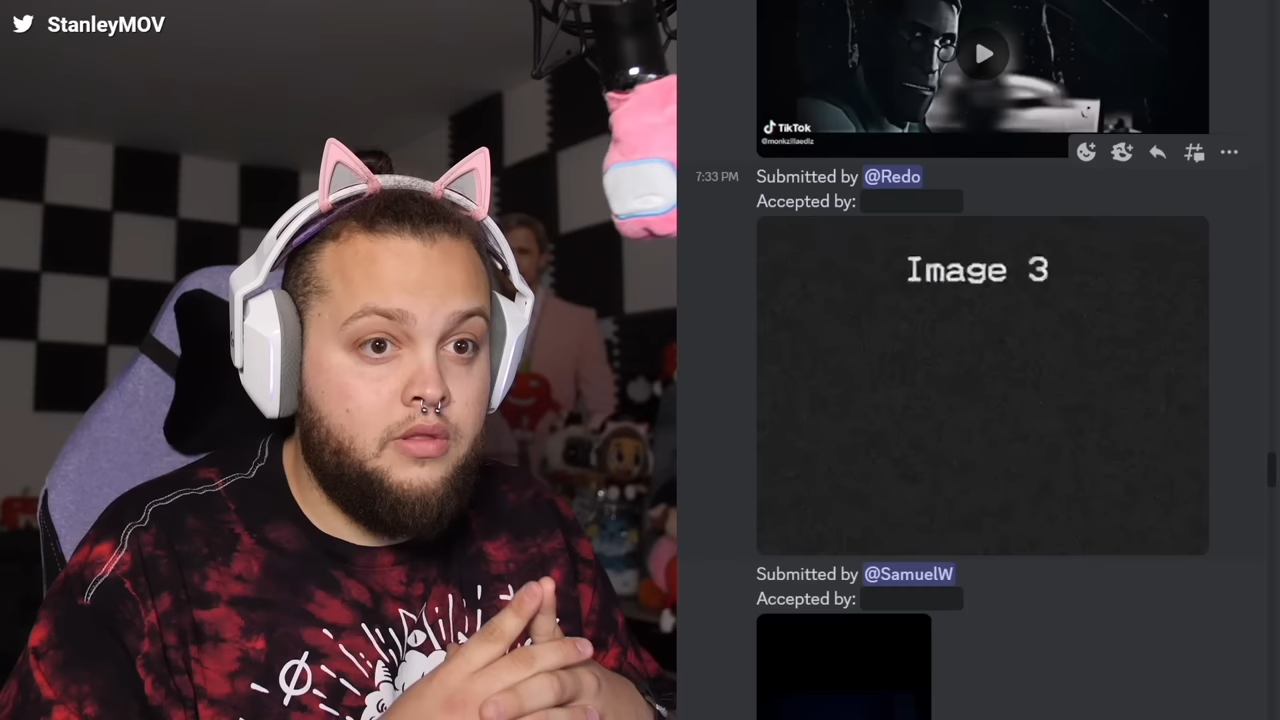 StanleyMOV
TikTok
@monkzillaedlz
7:33 PM
Submitted by @Redo
Accepted by:
Image 3
Submitted by @SamuelW
Accepted by: